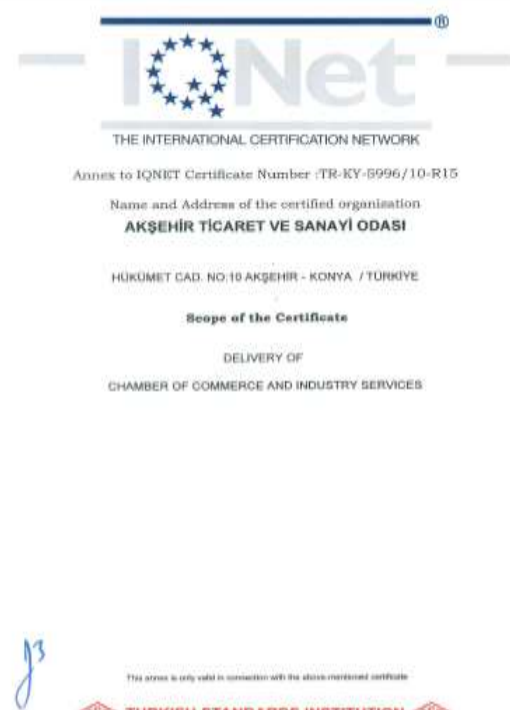 ®
IQNet
THE INTERNATIONAL CERTIFICATION NETWORK
Annex to IQNET Certificate Number :TR-KY-5996/10-R15
Name and Address of the certified organisation
AKŞEHİR TİCARET VE SANAYİ ODASI
HÜKÜMET CAD. NO:10 AKŞEHİR - KONYA / TÜRKİYE
Scope of the Certificate
DELIVERY OF
CHAMBER OF COMMERCE AND INDUSTRY SERVICES
This annex is only valid in connection with the above-mentioned certificate
TURKISH STANDARDS INSTITUTION